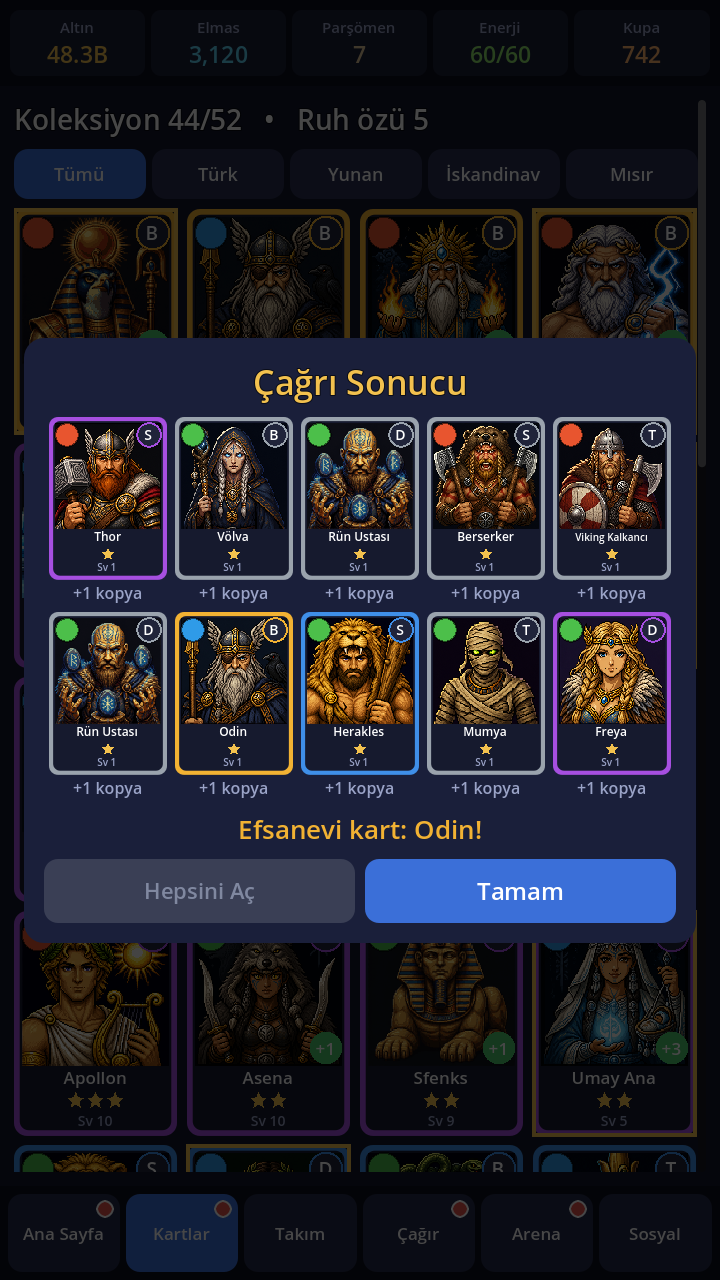 Altın Elmas Parşömen Enerji Kupa
48.3B 3,120 7 60/60 742
Koleksiyon 44/52 • Ruh özü 5
Tümü Türk Yunan İskandinav Mısır
B B B B
Çağrı Sonucu
S B D S T
Thor Völva Rün Ustası Berserker Viking Kalkancı
Sv 1 Sv 1 Sv 1 Sv 1 Sv 1
+1 kopya +1 kopya +1 kopya +1 kopya +1 kopya
D B S T D
Rün Ustası Odin Herakles Mumya Freya
Sv 1 Sv 1 Sv 1 Sv 1 Sv 1
+1 kopya +1 kopya +1 kopya +1 kopya +1 kopya
Efsanevi kart: Odin!
Hepsini Aç Tamam
+1 +1 +3
Apollon Asena Sfenks Umay Ana
Sv 10 Sv 10 Sv 9 Sv 5
S D B T
Ana Sayfa Kartlar Takım Çağır Arena Sosyal